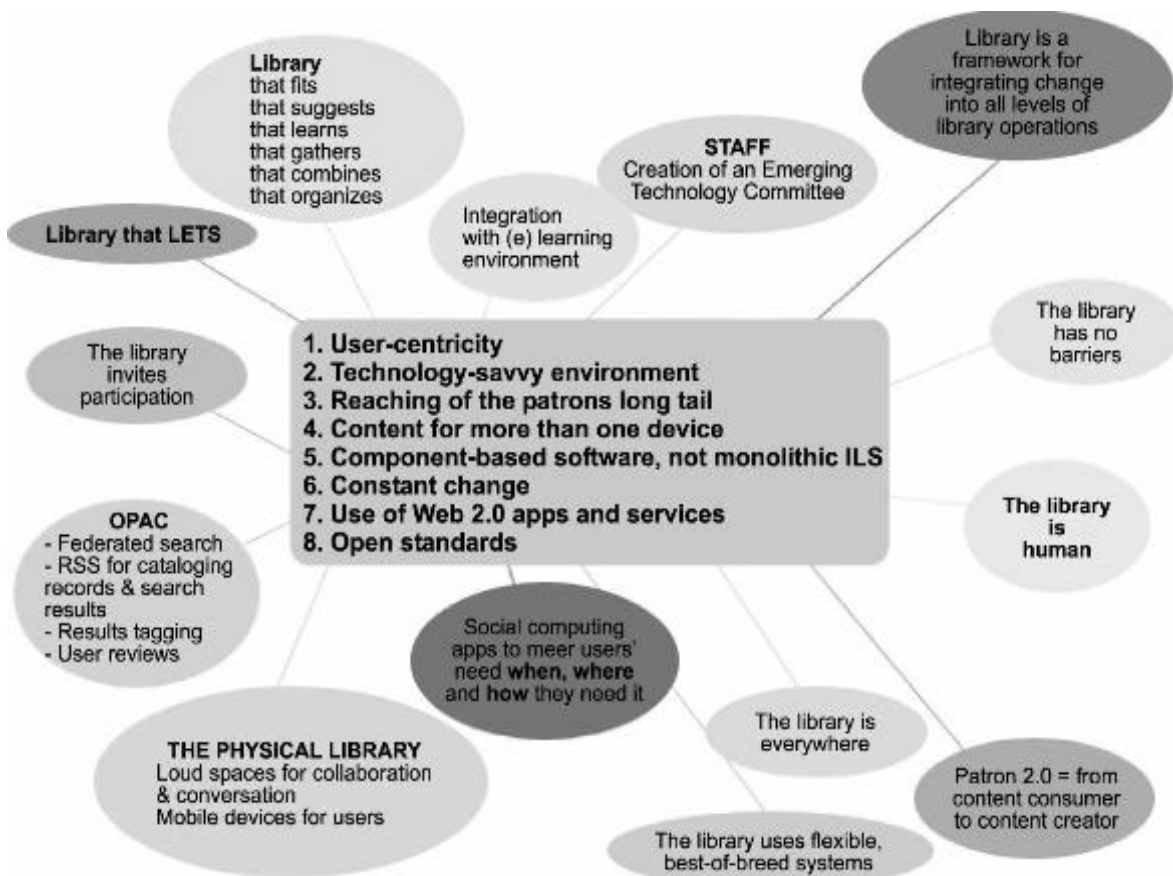 Library
that fits
that suggests
that learns
that gathers
that combines
that organizes
Library is a
framework for
integrating change
into all levels of
library operations
STAFF
Creation of an Emerging
Technology Committee
Integration
with (e) learning
environment
Library that LETS
The library
has no
barriers
The library
invites
participation
1. User-centricity
2. Technology-savvy environment
3. Reaching of the patrons long tail
4. Content for more than one device
5. Component-based software, not monolithic ILS
6. Constant change
7. Use of Web 2.0 apps and services
8. Open standards
The library
is
human
OPAC
- Federated search
- RSS for cataloging
records & search
results
- Results tagging
- User reviews
Social computing
apps to meer users'
need when, where
and how they need it
THE PHYSICAL LIBRARY
Loud spaces for collaboration
& conversation
Mobile devices for users
The library is
everywhere
Patron 2.0 = from
content consumer
to content creator
The library uses flexible,
best-of-breed systems